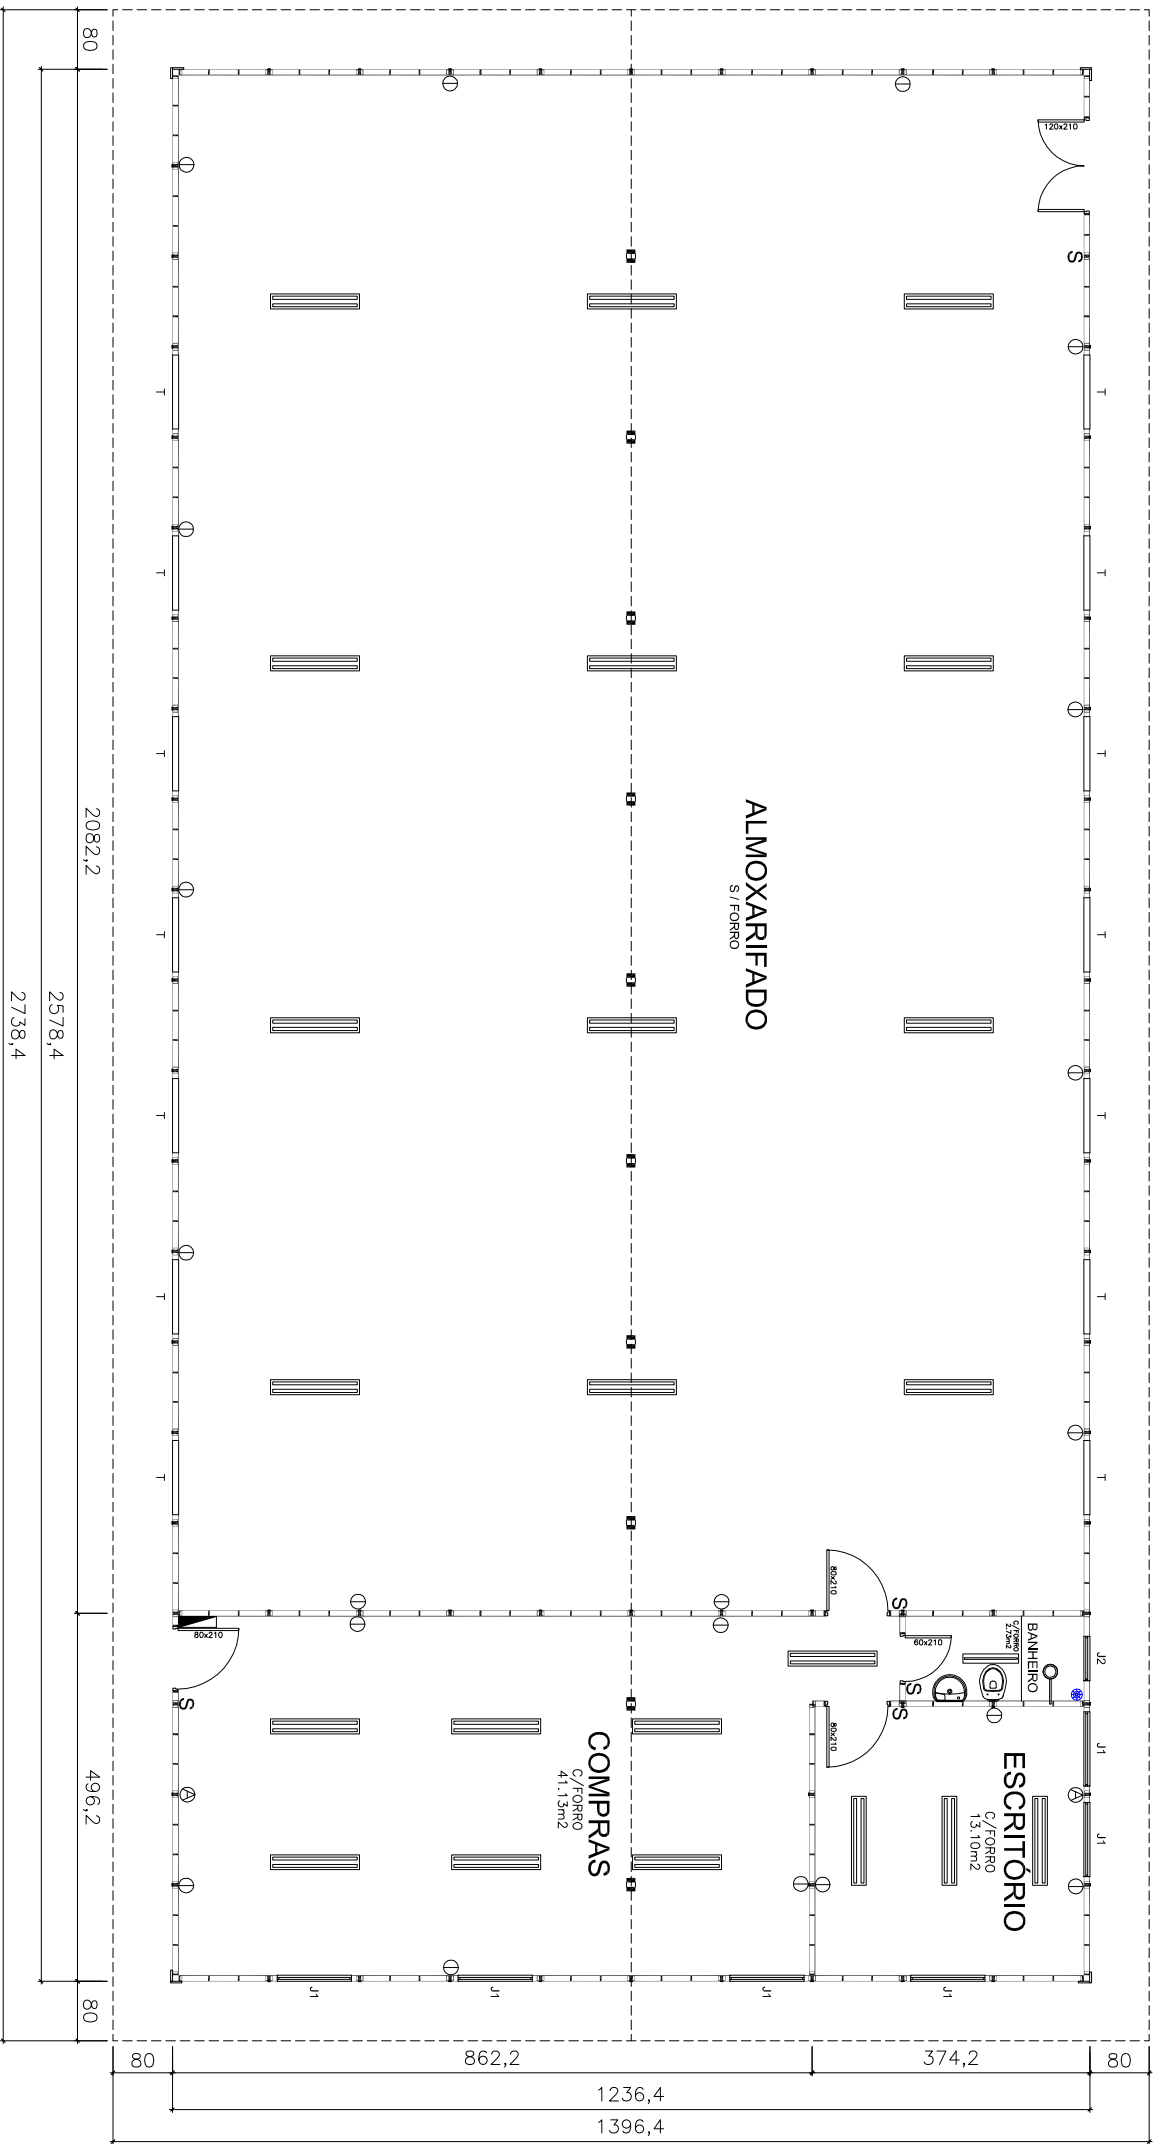 ALMOXARIFADO
S / FORRO
COMPRAS
C/FORRO
41.13m2
ESCRITÓRIO
C/FORRO
13.10m2
BANHEIRO
C/FORRO
2.73m2
120x210
80x210
80x210
60x210
80x210
S
S
S
S
S
A
A
T
T
T
T
T
T
T
T
T
T
T
T
T
T
J2
J1
J1
J1
J1
J1
J1
80
2082,2
496,2
80
2578,4
2738,4
80
862,2
374,2
80
1236,4
1396,4